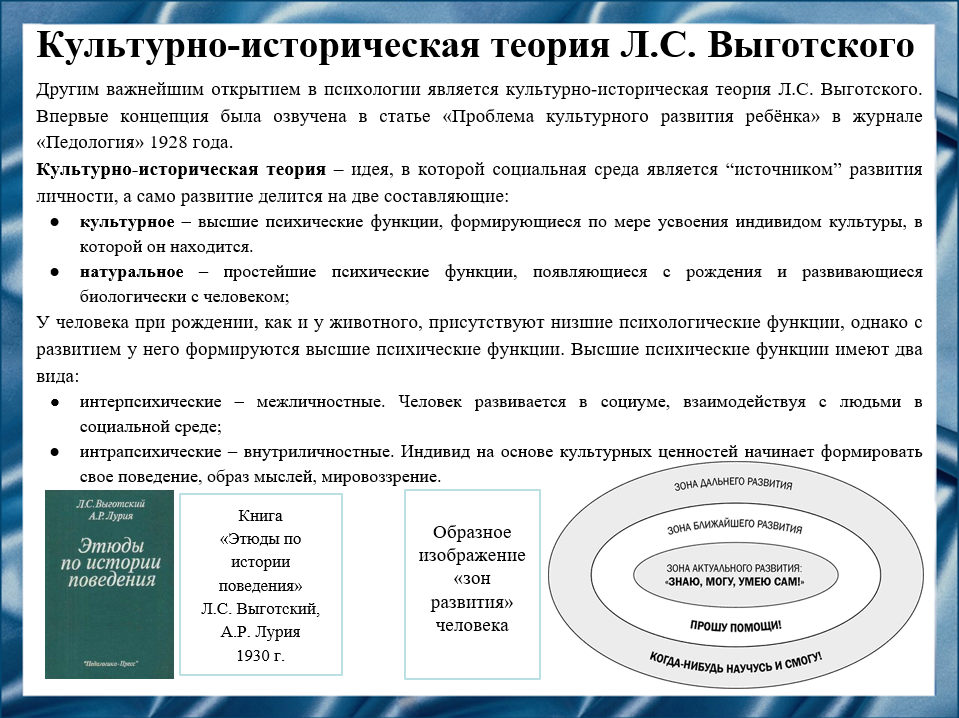 Культурно-историческая теория Л.С. Выготского
Другим важнейшим открытием в психологии является культурно-историческая теория Л.С. Выготского.
Впервые концепция была озвучена в статье «Проблема культурного развития ребёнка» в журнале
«Педология» 1928 года.
Культурно-историческая теория – идея, в которой социальная среда является “источником” развития
личности, а само развитие делится на две составляющие:
● культурное – высшие психические функции, формирующиеся по мере усвоения индивидом культуры, в
которой он находится.
● натуральное – простейшие психические функции, появляющиеся с рождения и развивающиеся
биологически с человеком;
У человека при рождении, как и у животного, присутствуют низшие психологические функции, однако с
развитием у него формируются высшие психические функции. Высшие психические функции имеют два
вида:
● интерпсихические – межличностные. Человек развивается в социуме, взаимодействуя с людьми в
социальной среде;
● интрапсихические – внутриличностные. Индивид на основе культурных ценностей начинает формировать
свое поведение, образ мыслей, мировоззрение.
Л.С.Выготский
А.Р.Лурия
Этюды
по истории
поведения
"Педагогика-Пресс"
Книга
«Этюды по
истории
поведения»
Л.С. Выготский,
А.Р. Лурия
1930 г.
Образное
изображение
«зон
развития»
человека
ЗОНА ДАЛЬНЕГО РАЗВИТИЯ
ЗОНА БЛИЖАЙШЕГО РАЗВИТИЯ
ЗОНА АКТУАЛЬНОГО РАЗВИТИЯ:
«ЗНАЮ, МОГУ, УМЕЮ САМ!»
ПРОШУ ПОМОЩИ!
КОГДА-НИБУДЬ НАУЧУСЬ И СМОГУ!